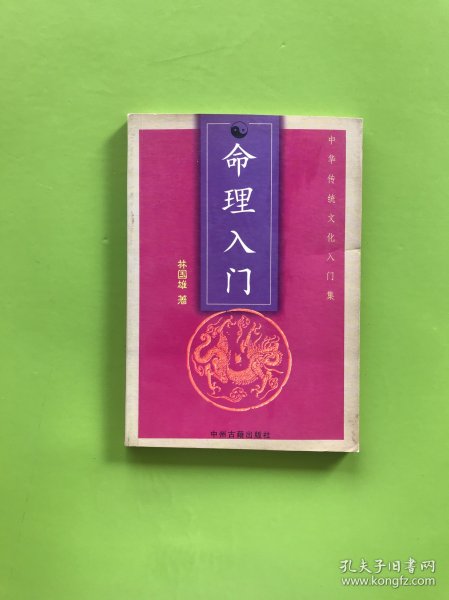 中华传统文化入门集
命理入门
林国雄 著
中州古籍出版社
孔夫子旧书网
www.kongfz.com